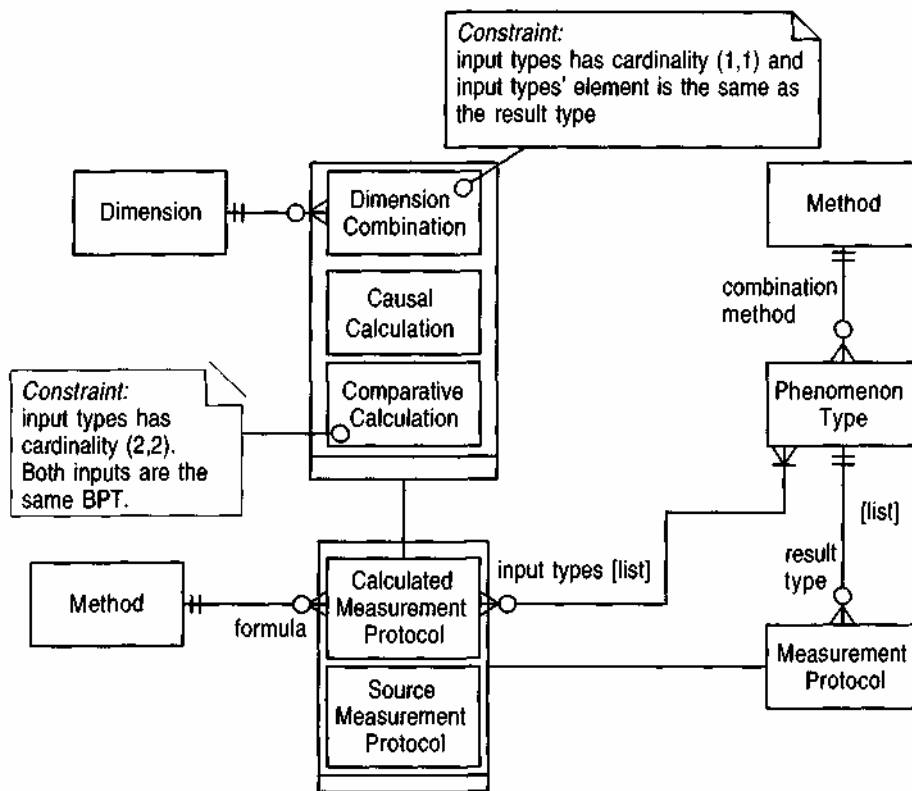 Constraint:
input types has cardinality (1,1) and
input types' element is the same as
the result type
Dimension
Dimension
Combination
Method
Causal
Calculation
combination
method
Constraint:
input types has
cardinality (2,2).
Both inputs are the
same BPT.
Comparative
Calculation
Phenomenon
Type
[list]
input types [list]
result
type
Method
formula
Calculated
Measurement
Protocol
Source
Measurement
Protocol
Measurement
Protocol